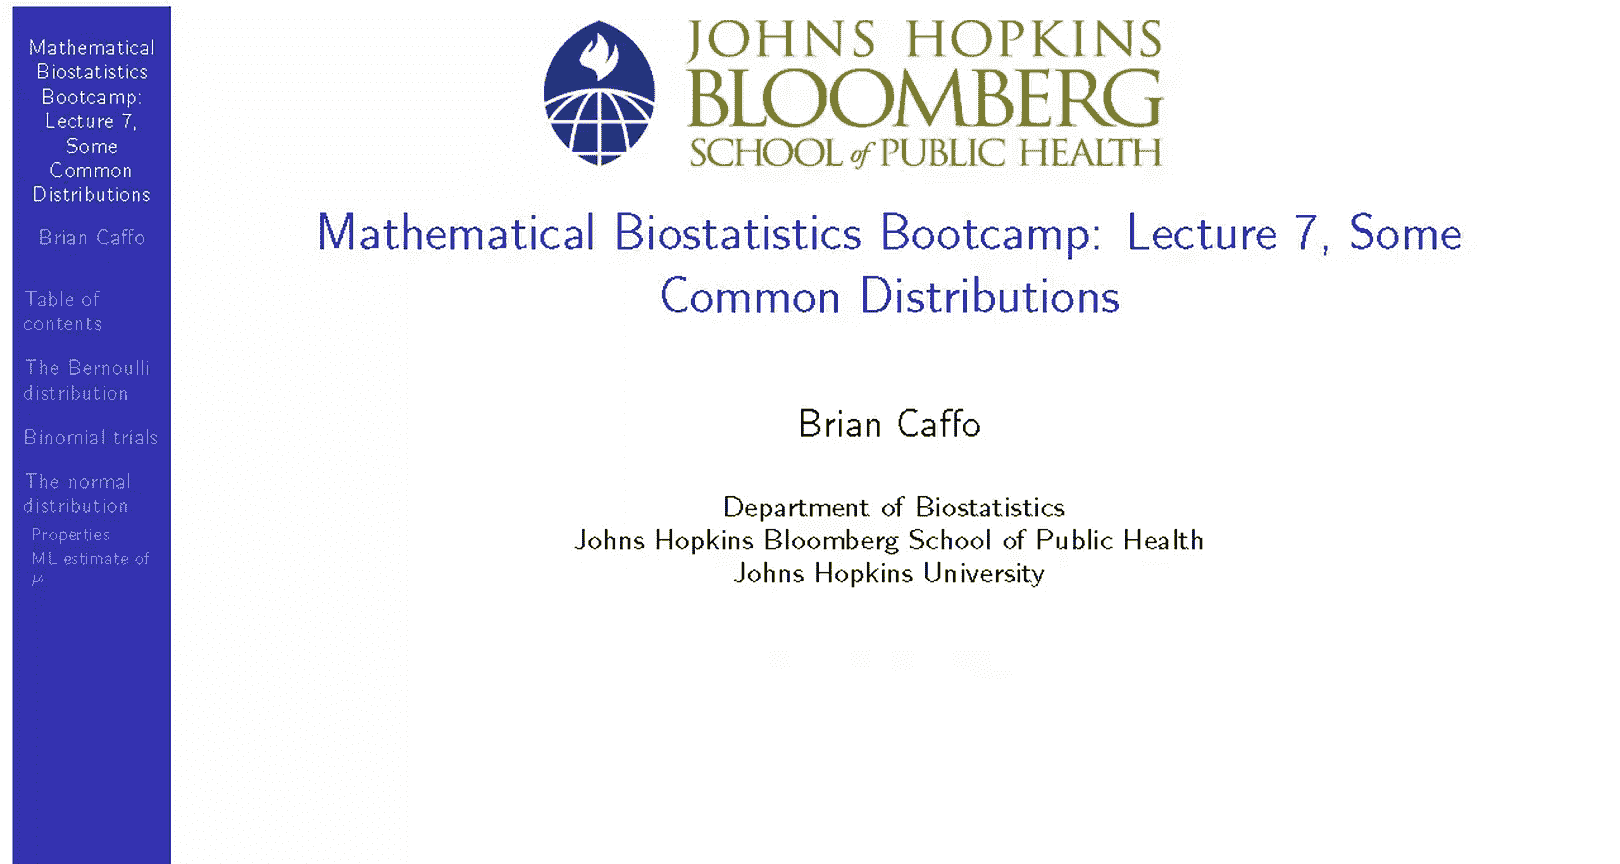 Mathematical
Biostatistics
Bootcamp:
Lecture 7,
Some
Common
Distributions
Brian Caffo
Table of
contents
The Bernoulli
distribution
Binomial trials
The normal
distribution
Properties
ML estimate of
μ
JOHNS HOPKINS
BLOOMBERG
SCHOOL of PUBLIC HEALTH
Mathematical Biostatistics Bootcamp: Lecture 7, Some
Common Distributions
Brian Caffo
Department of Biostatistics
Johns Hopkins Bloomberg School of Public Health
Johns Hopkins University